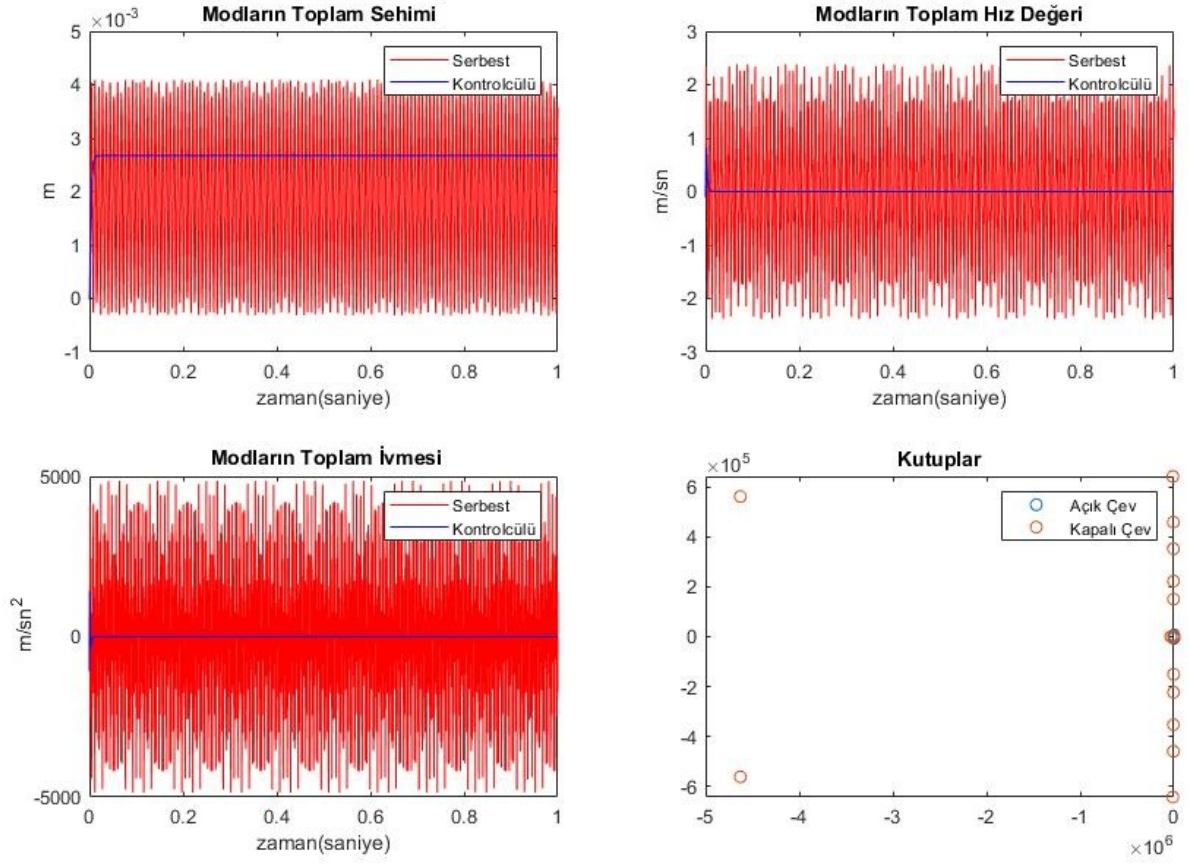 Modların Toplam Sehimi
×10-3
5
4
3
2
1
0
-1
m
Serbest
Kontrolcülü
0
0.2
0.4
0.6
0.8
1
zaman(saniye)
Modların Toplam Hız Değeri
3
2
1
0
-1
-2
-3
m/sn
Serbest
Kontrolcülü
0
0.2
0.4
0.6
0.8
1
zaman(saniye)
Modların Toplam İvmesi
5000
0
-5000
m/sn2
Serbest
Kontrolcülü
0
0.2
0.4
0.6
0.8
1
zaman(saniye)
Kutuplar
×105
6
4
2
0
-2
-4
-6
Açık Çev
Kapalı Çev
-5
-4
-3
-2
-1
0
×106